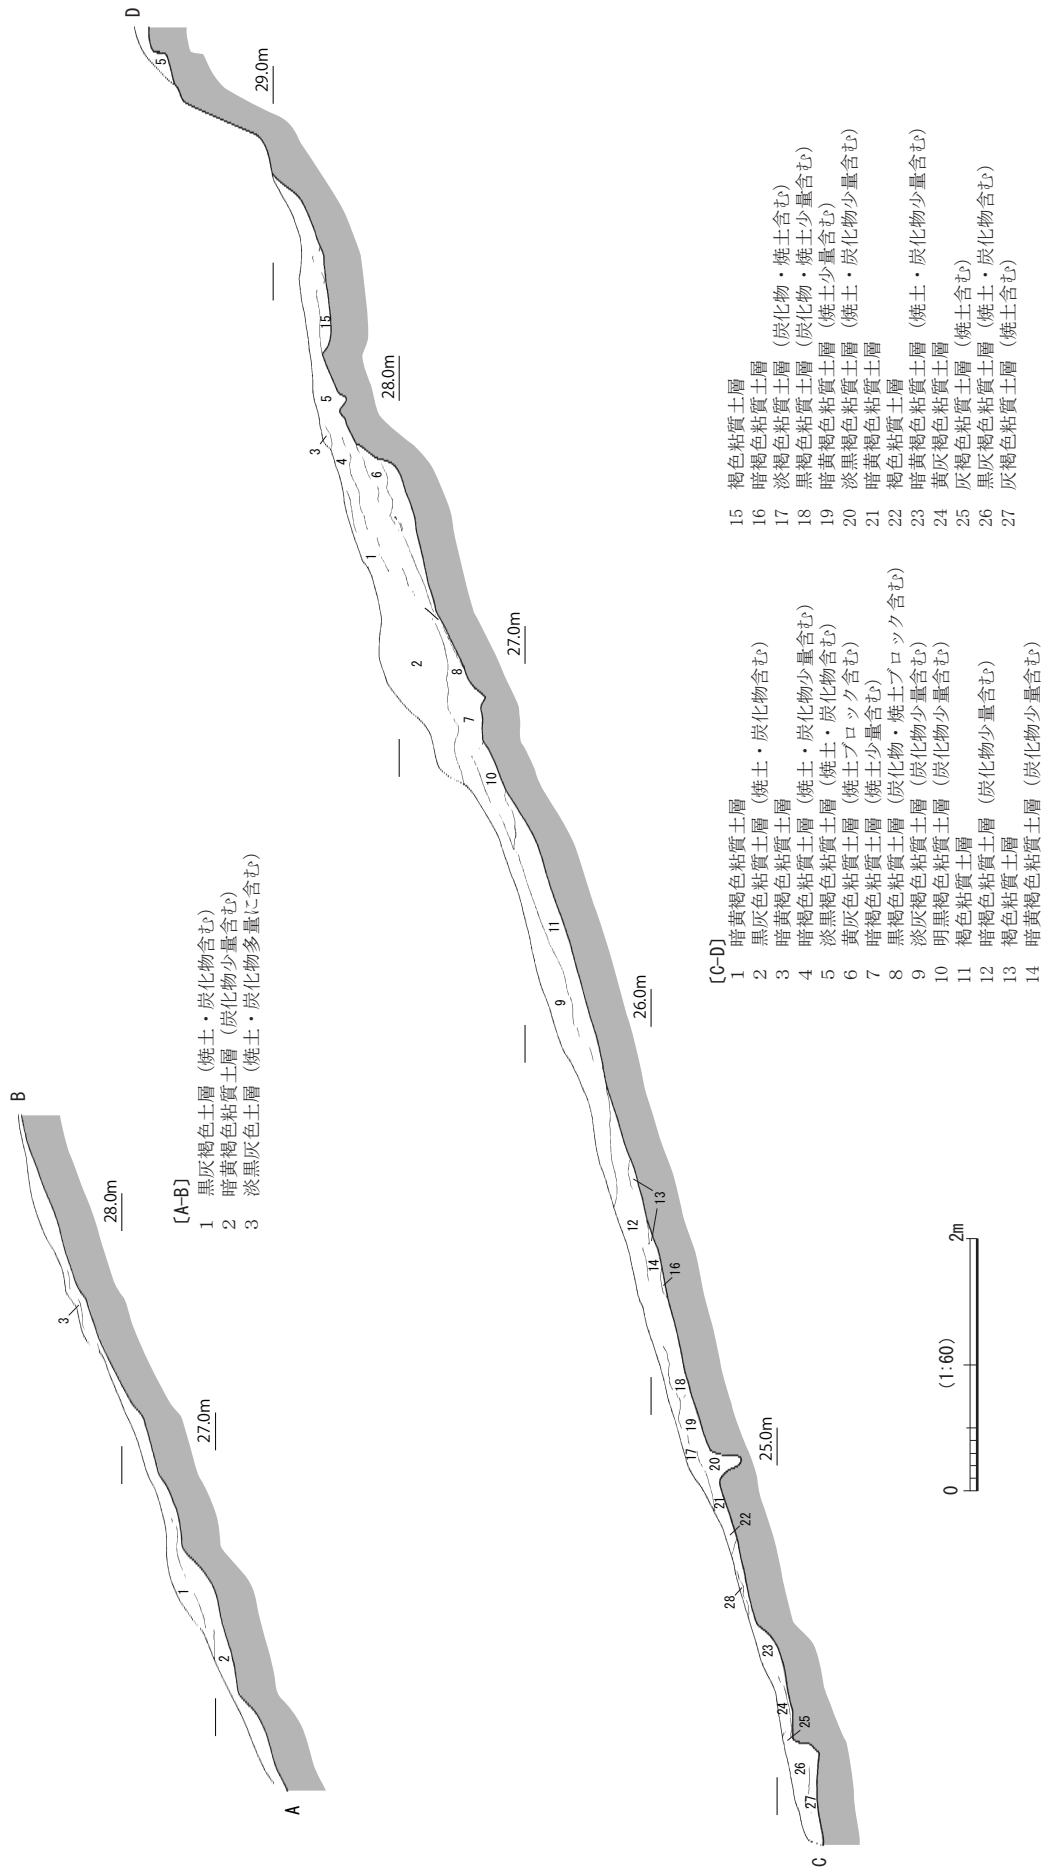 B
28.0m
3
27.0m
1
2
A
[A-B]
1 黒灰褐色土層（焼土・炭化物含む）
2 暗黄褐色粘質土層（炭化物少量含む）
3 淡黒灰色土層（焼土・炭化物多量に含む）
D
5
29.0m
15
5
28.0m
3
4
6
1
2
27.0m
8
7
10
11
9
26.0m
13
12
14
16
18
19
17
20
25.0m
21
22
28
23
24
25
26
27
C
[C-D]
1 暗黄褐色粘質土層
2 黒灰色粘質土層（焼土・炭化物含む）
3 暗黄褐色粘質土層
4 暗褐色粘質土層（焼土・炭化物少量含む）
5 淡黒褐色粘質土層（焼土・炭化物含む）
6 黄灰色粘質土層（焼土ブロック含む）
7 暗褐色粘質土層（焼土少量含む）
8 黒褐色粘質土層（炭化物・焼土ブロック含む）
9 淡灰褐色粘質土層（炭化物少量含む）
10 明黒褐色粘質土層（炭化物少量含む）
11 褐色粘質土層
12 暗褐色粘質土層（炭化物少量含む）
13 褐色粘質土層
14 暗黄褐色粘質土層（炭化物少量含む）
15 褐色粘質土層
16 暗褐色粘質土層
17 淡褐色粘質土層（炭化物・焼土含む）
18 黒褐色粘質土層（炭化物・焼土少量含む）
19 暗黄褐色粘質土層（焼土少量含む）
20 淡黒褐色粘質土層（焼土・炭化物少量含む）
21 暗黄褐色粘質土層
22 褐色粘質土層
23 暗黄褐色粘質土層（焼土・炭化物少量含む）
24 黄灰褐色粘質土層
25 灰褐色粘質土層（焼土含む）
26 黒灰褐色粘質土層（焼土・炭化物含む）
27 灰褐色粘質土層（焼土含む）
0 (1:60) 2m